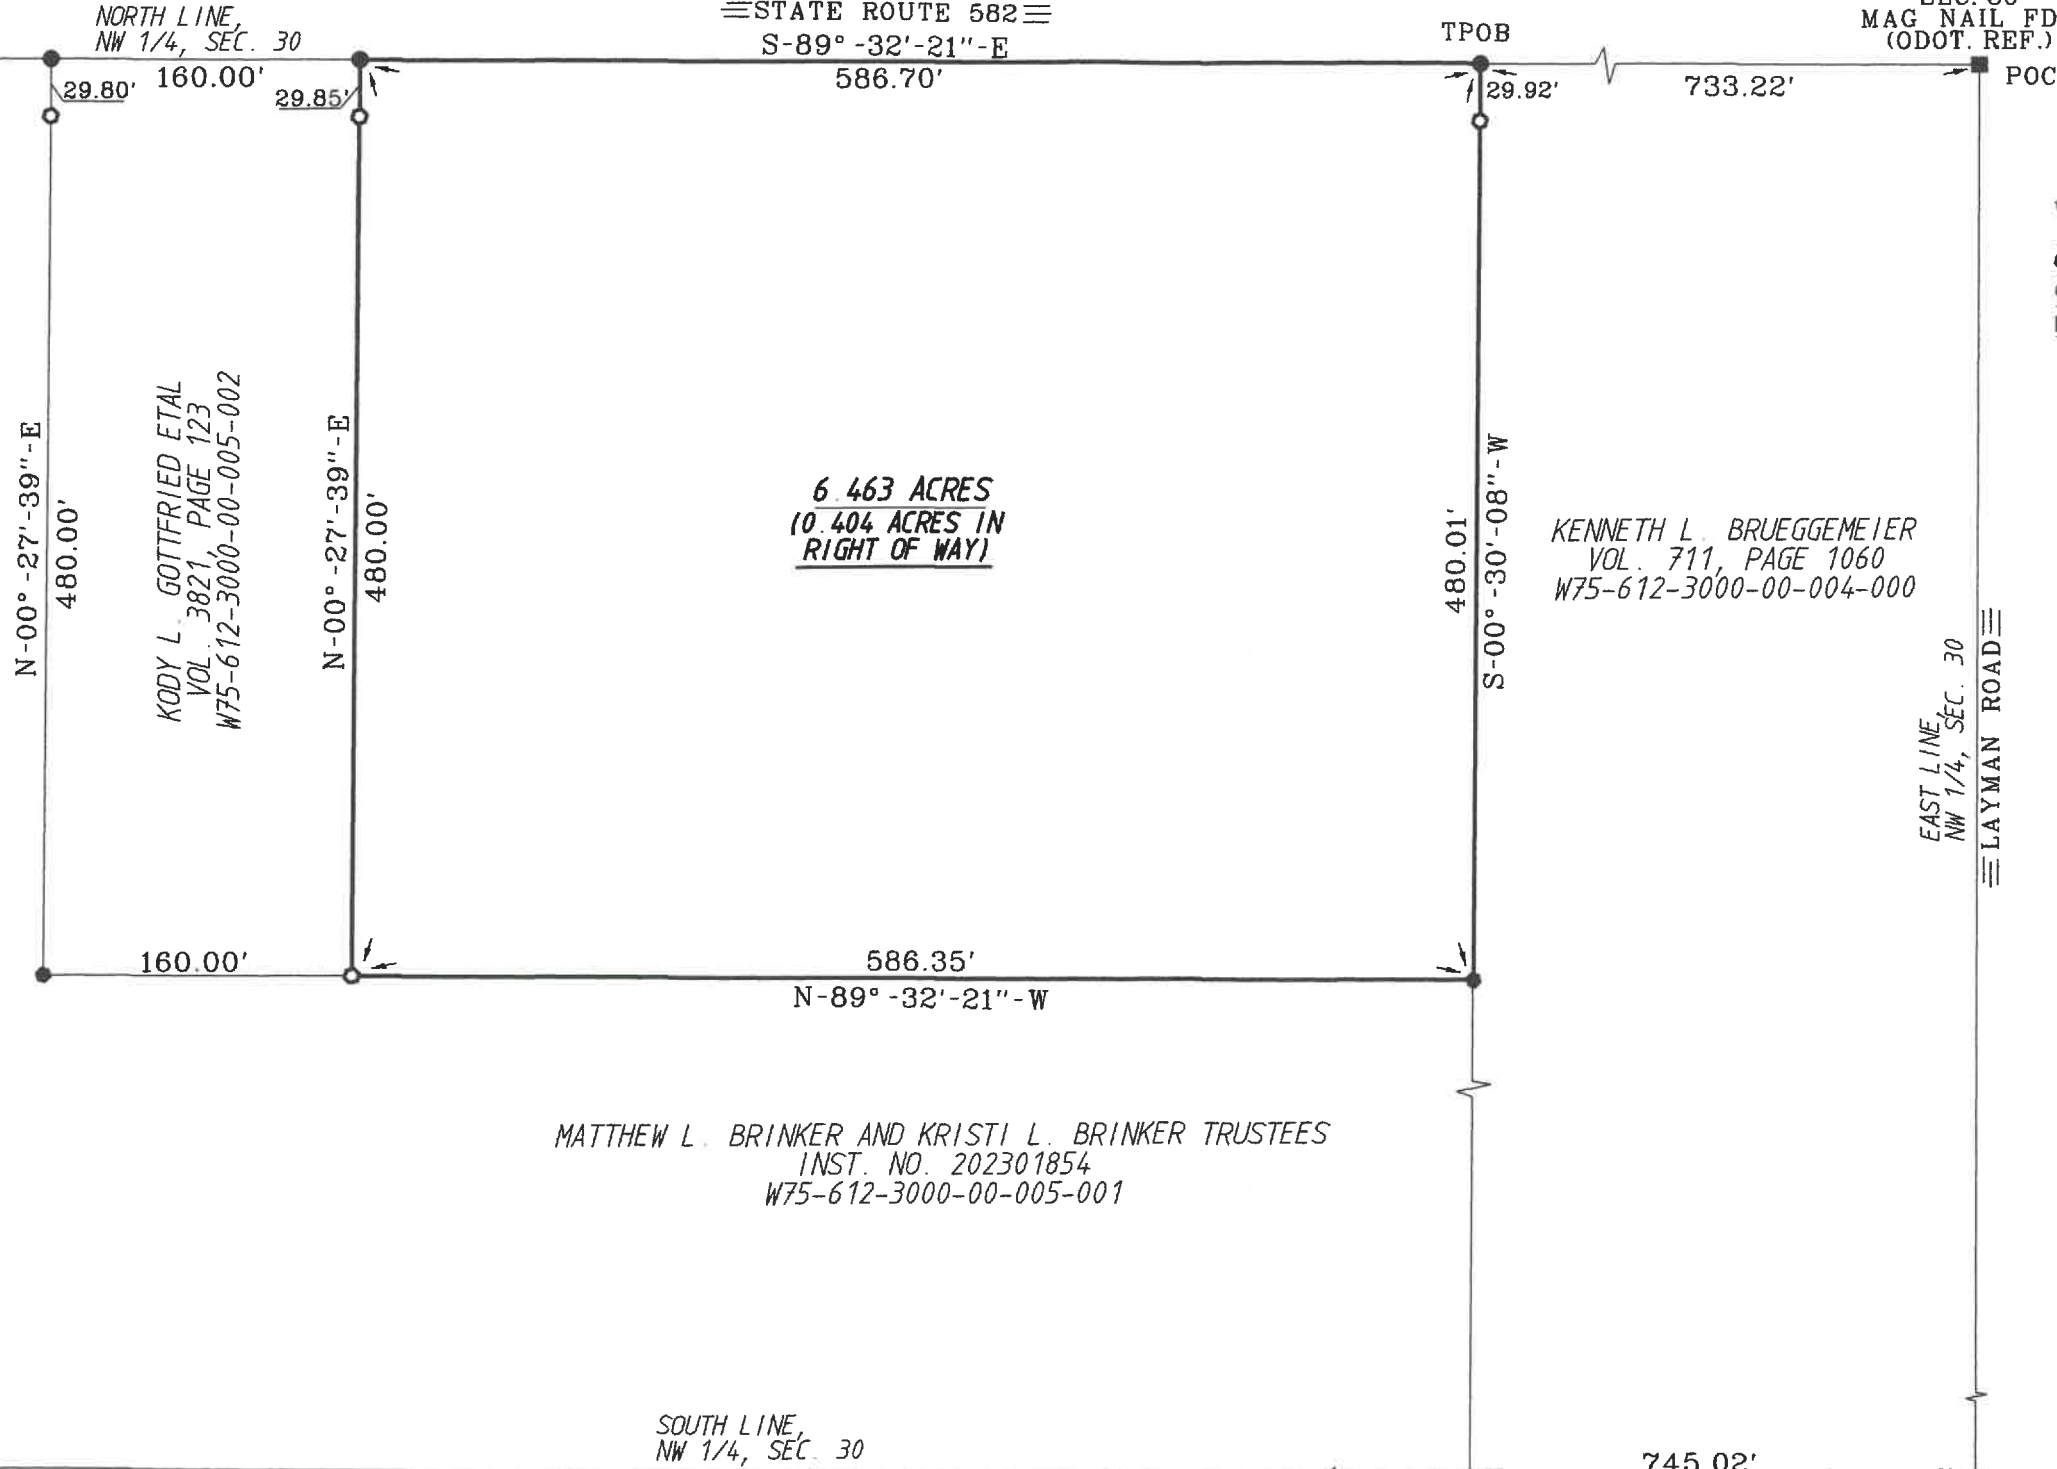 NORTH LINE,
NW 1/4, SEC. 30
≡STATE ROUTE 582≡
S-89°-32'-21"-E
586.70'
TPOB
MAG NAIL FD
(ODOT. REF.)
POC
160.00'
29.80'
29.85'
29.92'
733.22'
N-00°-27'-39"-E
480.00'
KODY L. GOTTFRIED ETAL
VOL. 3821, PAGE 123
W75-612-3000-00-005-002
N-00°-27'-39"-E
480.00'
6.463 ACRES
(0.404 ACRES IN
RIGHT OF WAY)
480.01'
S-00°-30'-08"-W
KENNETH L. BRUEGGEMEIER
VOL. 711, PAGE 1060
W75-612-3000-00-004-000
EAST LINE,
NW 1/4, SEC. 30
≡LAYMAN ROAD≡
160.00'
586.35'
N-89°-32'-21"-W
MATTHEW L. BRINKER AND KRISTI L. BRINKER TRUSTEES
INST. NO. 202301854
W75-612-3000-00-005-001
SOUTH LINE,
NW 1/4, SEC. 30
745.02'